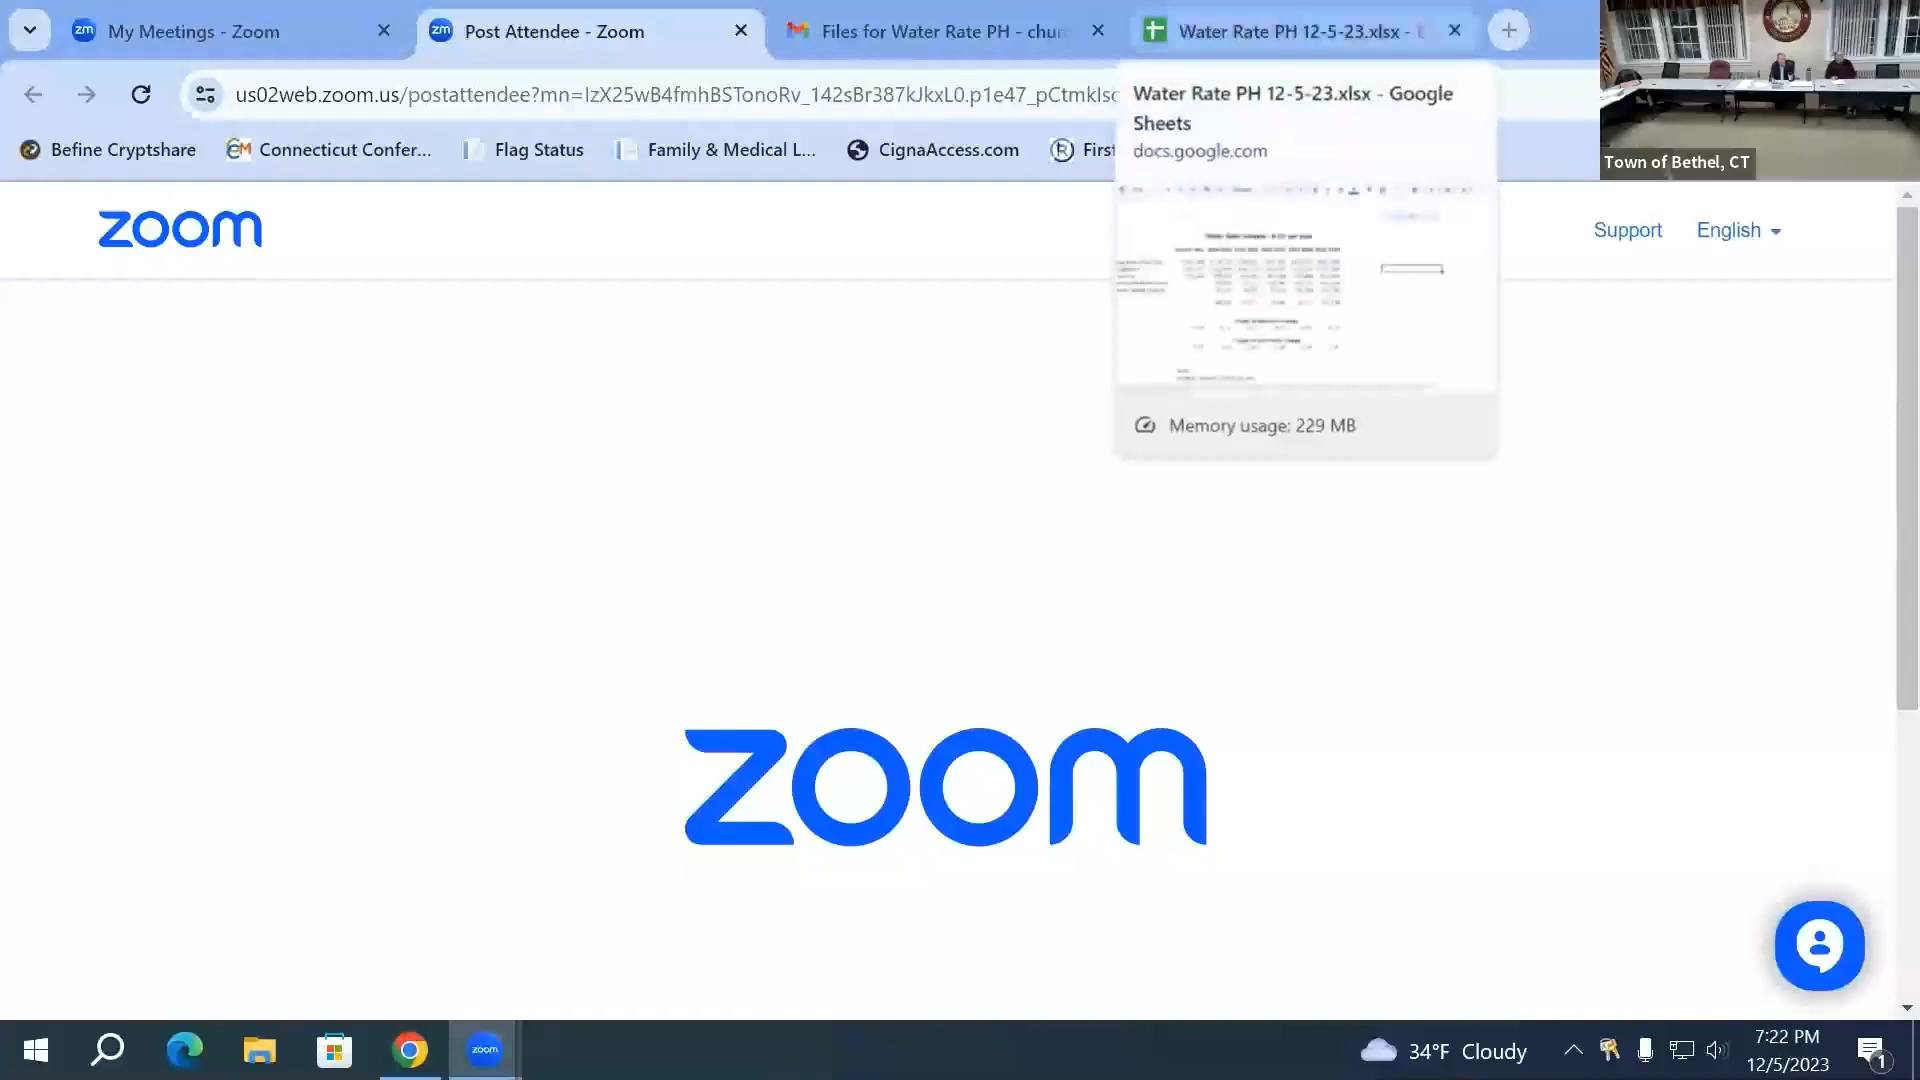 My Meetings - Zoom
Post Attendee - Zoom
Files for Water Rate PH - chur
Water Rate PH 12-5-23.xlsx -
us02web.zoom.us/postattendee?mn=
Water Rate PH 12-5-23.xlsx - Google
Sheets
docs.google.com
Befine Cryptshare
Connecticut Confer...
Flag Status
Family & Medical L...
CignaAccess.com
First
Town of Bethel, CT
zoom
Support
English
Memory usage: 229 MB
zoom
zoom
34°F Cloudy
7:22 PM
12/5/2023
1